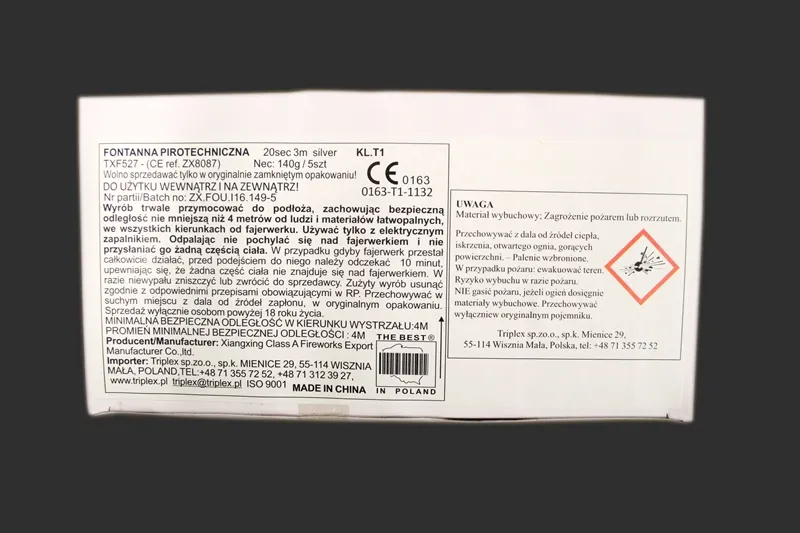 FONTANNA PIROTECHNICZNA 20sec 3m silver KL.T1
TXF527 - (CE ref. ZX8087) Nec: 140g / 5szt
Wolno sprzedawać tylko w oryginalnie zamkniętym opakowaniu!
CE 0163
0163-T1-1132
DO UŻYTKU WEWNĄTRZ I NA ZEWNĄTRZ!
Nr partii/Batch no: ZX.FOU.I16.149-5
Wyrób trwale przymocować do podłoża, zachowując bezpieczną
odległość nie mniejszą niż 4 metrów od ludzi i materiałów łatwopalnych,
we wszystkich kierunkach od fajerwerku. Używać tylko z elektrycznym
zapalnikiem. Odpalając nie pochylać się nad fajerwerkiem i nie
przysłaniać go żadną częścią ciała. W przypadku gdyby fajerwerk przestał
całkowicie działać, przed podejściem do niego należy odczekać 10 minut,
upewniając się, że żadna część ciała nie znajduje się nad fajerwerkiem. W
razie niewypału zniszczyć lub zwrócić do sprzedawcy. Zużyty wyrób usunąć
zgodnie z odpowiednimi przepisami obowiązującymi w RP. Przechowywać w
suchym miejscu z dala od źródeł zapłonu, w oryginalnym opakowaniu.
Sprzedaż wyłącznie osobom powyżej 18 roku życia.
MINIMALNA BEZPIECZNA ODLEGŁOŚĆ W KIERUNKU WYSTRZAŁU:4M
PROMIEŃ MINIMALNEJ BEZPIECZNEJ ODLEGŁOŚCI : 4M
Producent/Manufacturer: Xiangxing Class A Fireworks Export
Manufacturer Co.,ltd.
Importer: Triplex sp.zo.o., sp.k. MIENICE 29, 55-114 WISZNIA
MAŁA, POLAND,TEL:+48 71 355 72 52, +48 71 312 39 27,
www.triplex.pl triplex@triplex.pl ISO 9001 MADE IN CHINA
THE BEST®
IN POLAND
UWAGA
Materiał wybuchowy; Zagrożenie pożarem lub rozrzutem.
Przechowywać z dala od źródeł ciepła,
iskrzenia, otwartego ognia, gorących
powierzchni. – Palenie wzbronione.
W przypadku pożaru: ewakuować teren.
Ryzyko wybuchu w razie pożaru.
NIE gasić pożaru, jeżeli ogień dosięgnie
materiały wybuchowe. Przechowywać
wyłącznie w oryginalnym pojemniku.
Triplex sp.zo.o., sp.k. Mienice 29,
55-114 Wisznia Mała, Polska, tel: +48 71 355 72 52